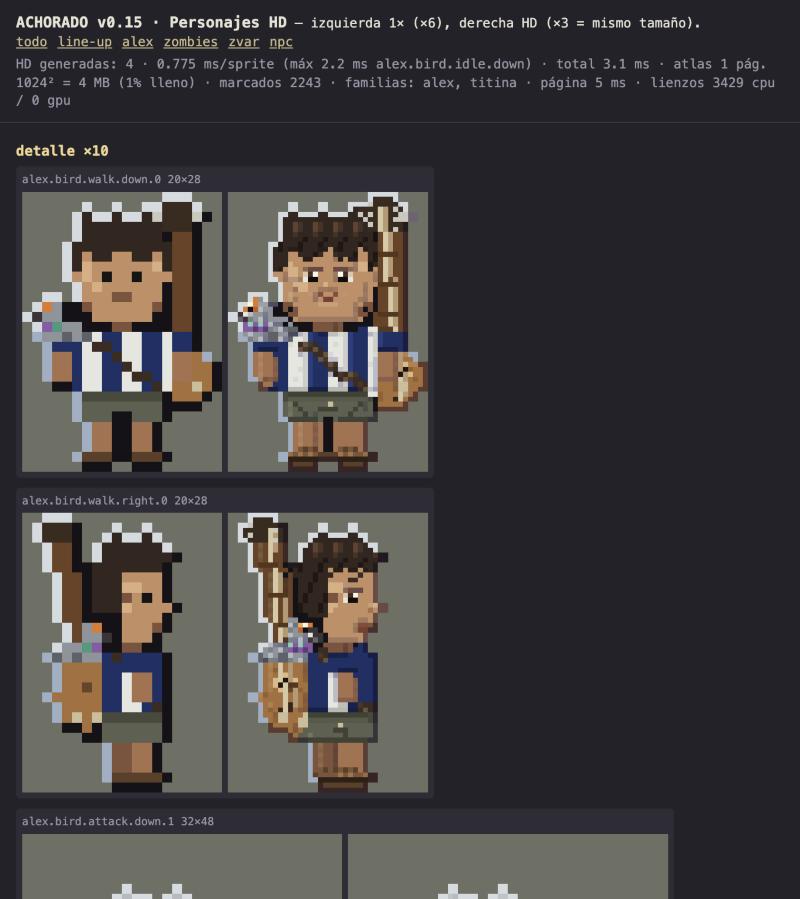 ACHORADO v0.15 · Personajes HD — izquierda 1× (×6), derecha HD (×3 = mismo tamaño).
todo line-up alex zombies zvar npc
HD generadas: 4 · 0.775 ms/sprite (máx 2.2 ms alex.bird.idle.down) · total 3.1 ms · atlas 1 pág.
1024² = 4 MB (1% lleno) · marcados 2243 · familias: alex, titina · página 5 ms · lienzos 3429 cpu
/ 0 gpu
detalle ×10
alex.bird.walk.down.0 20×28
alex.bird.walk.right.0 20×28
alex.bird.attack.down.1 32×48